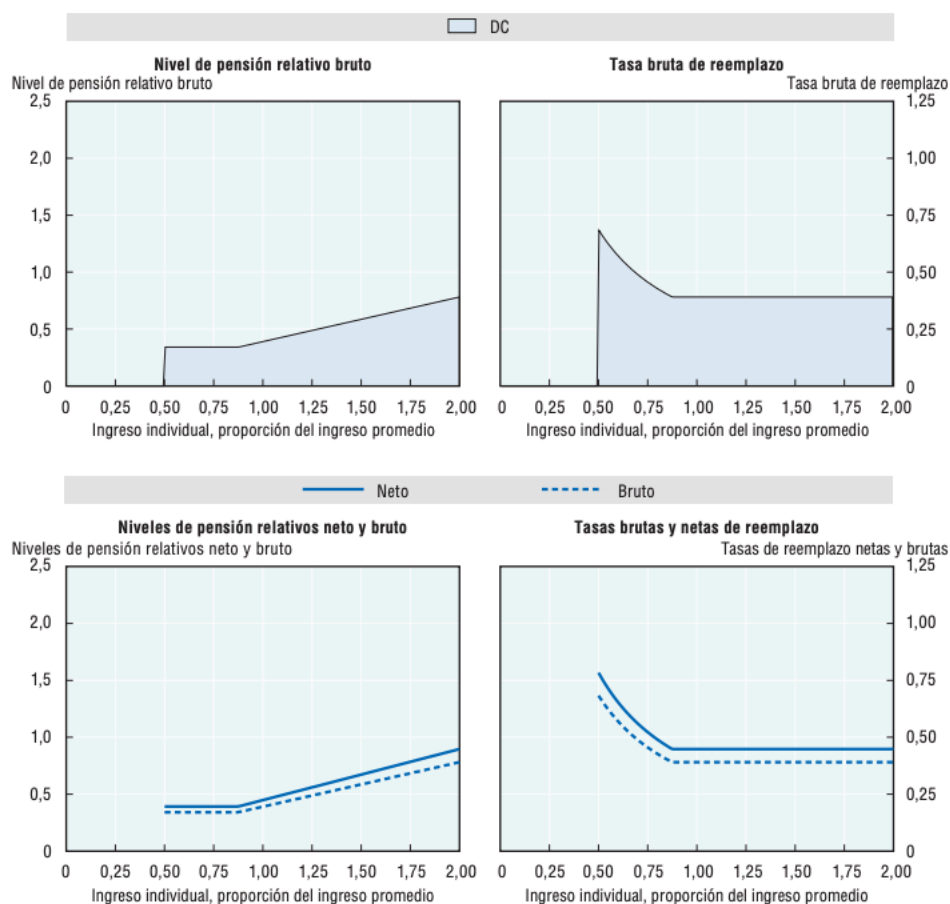 DC
Nivel de pensión relativo bruto
Nivel de pensión relativo bruto
2,5
2,0
1,5
1,0
0,5
0
0 0,25 0,50 0,75 1,00 1,25 1,50 1,75 2,00
Ingreso individual, proporción del ingreso promedio
Tasa bruta de reemplazo
Tasa bruta de reemplazo
1,25
1,00
0,75
0,50
0,25
0
0 0,25 0,50 0,75 1,00 1,25 1,50 1,75 2,00
Ingreso individual, proporción del ingreso promedio
Neto Bruto
Niveles de pensión relativos neto y bruto
Niveles de pensión relativos neto y bruto
2,5
2,0
1,5
1,0
0,5
0
0 0,25 0,50 0,75 1,00 1,25 1,50 1,75 2,00
Ingreso individual, proporción del ingreso promedio
Tasas brutas y netas de reemplazo
Tasas de reemplazo netas y brutas
1,25
1,00
0,75
0,50
0,25
0
0 0,25 0,50 0,75 1,00 1,25 1,50 1,75 2,00
Ingreso individual, proporción del ingreso promedio